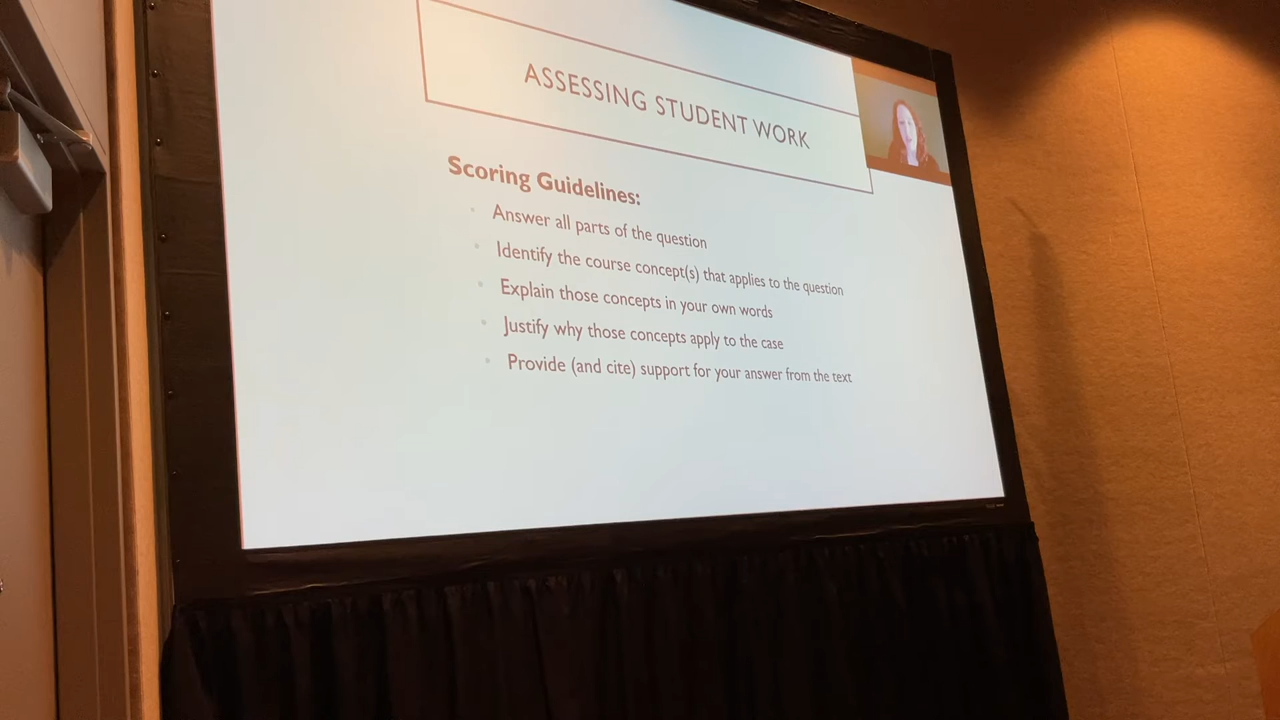 ASSESSING STUDENT WORK
Scoring Guidelines:
Answer all parts of the question
Identify the course concept(s) that applies to the question
Explain those concepts in your own words
Justify why those concepts apply to the case
Provide (and cite) support for your answer from the text